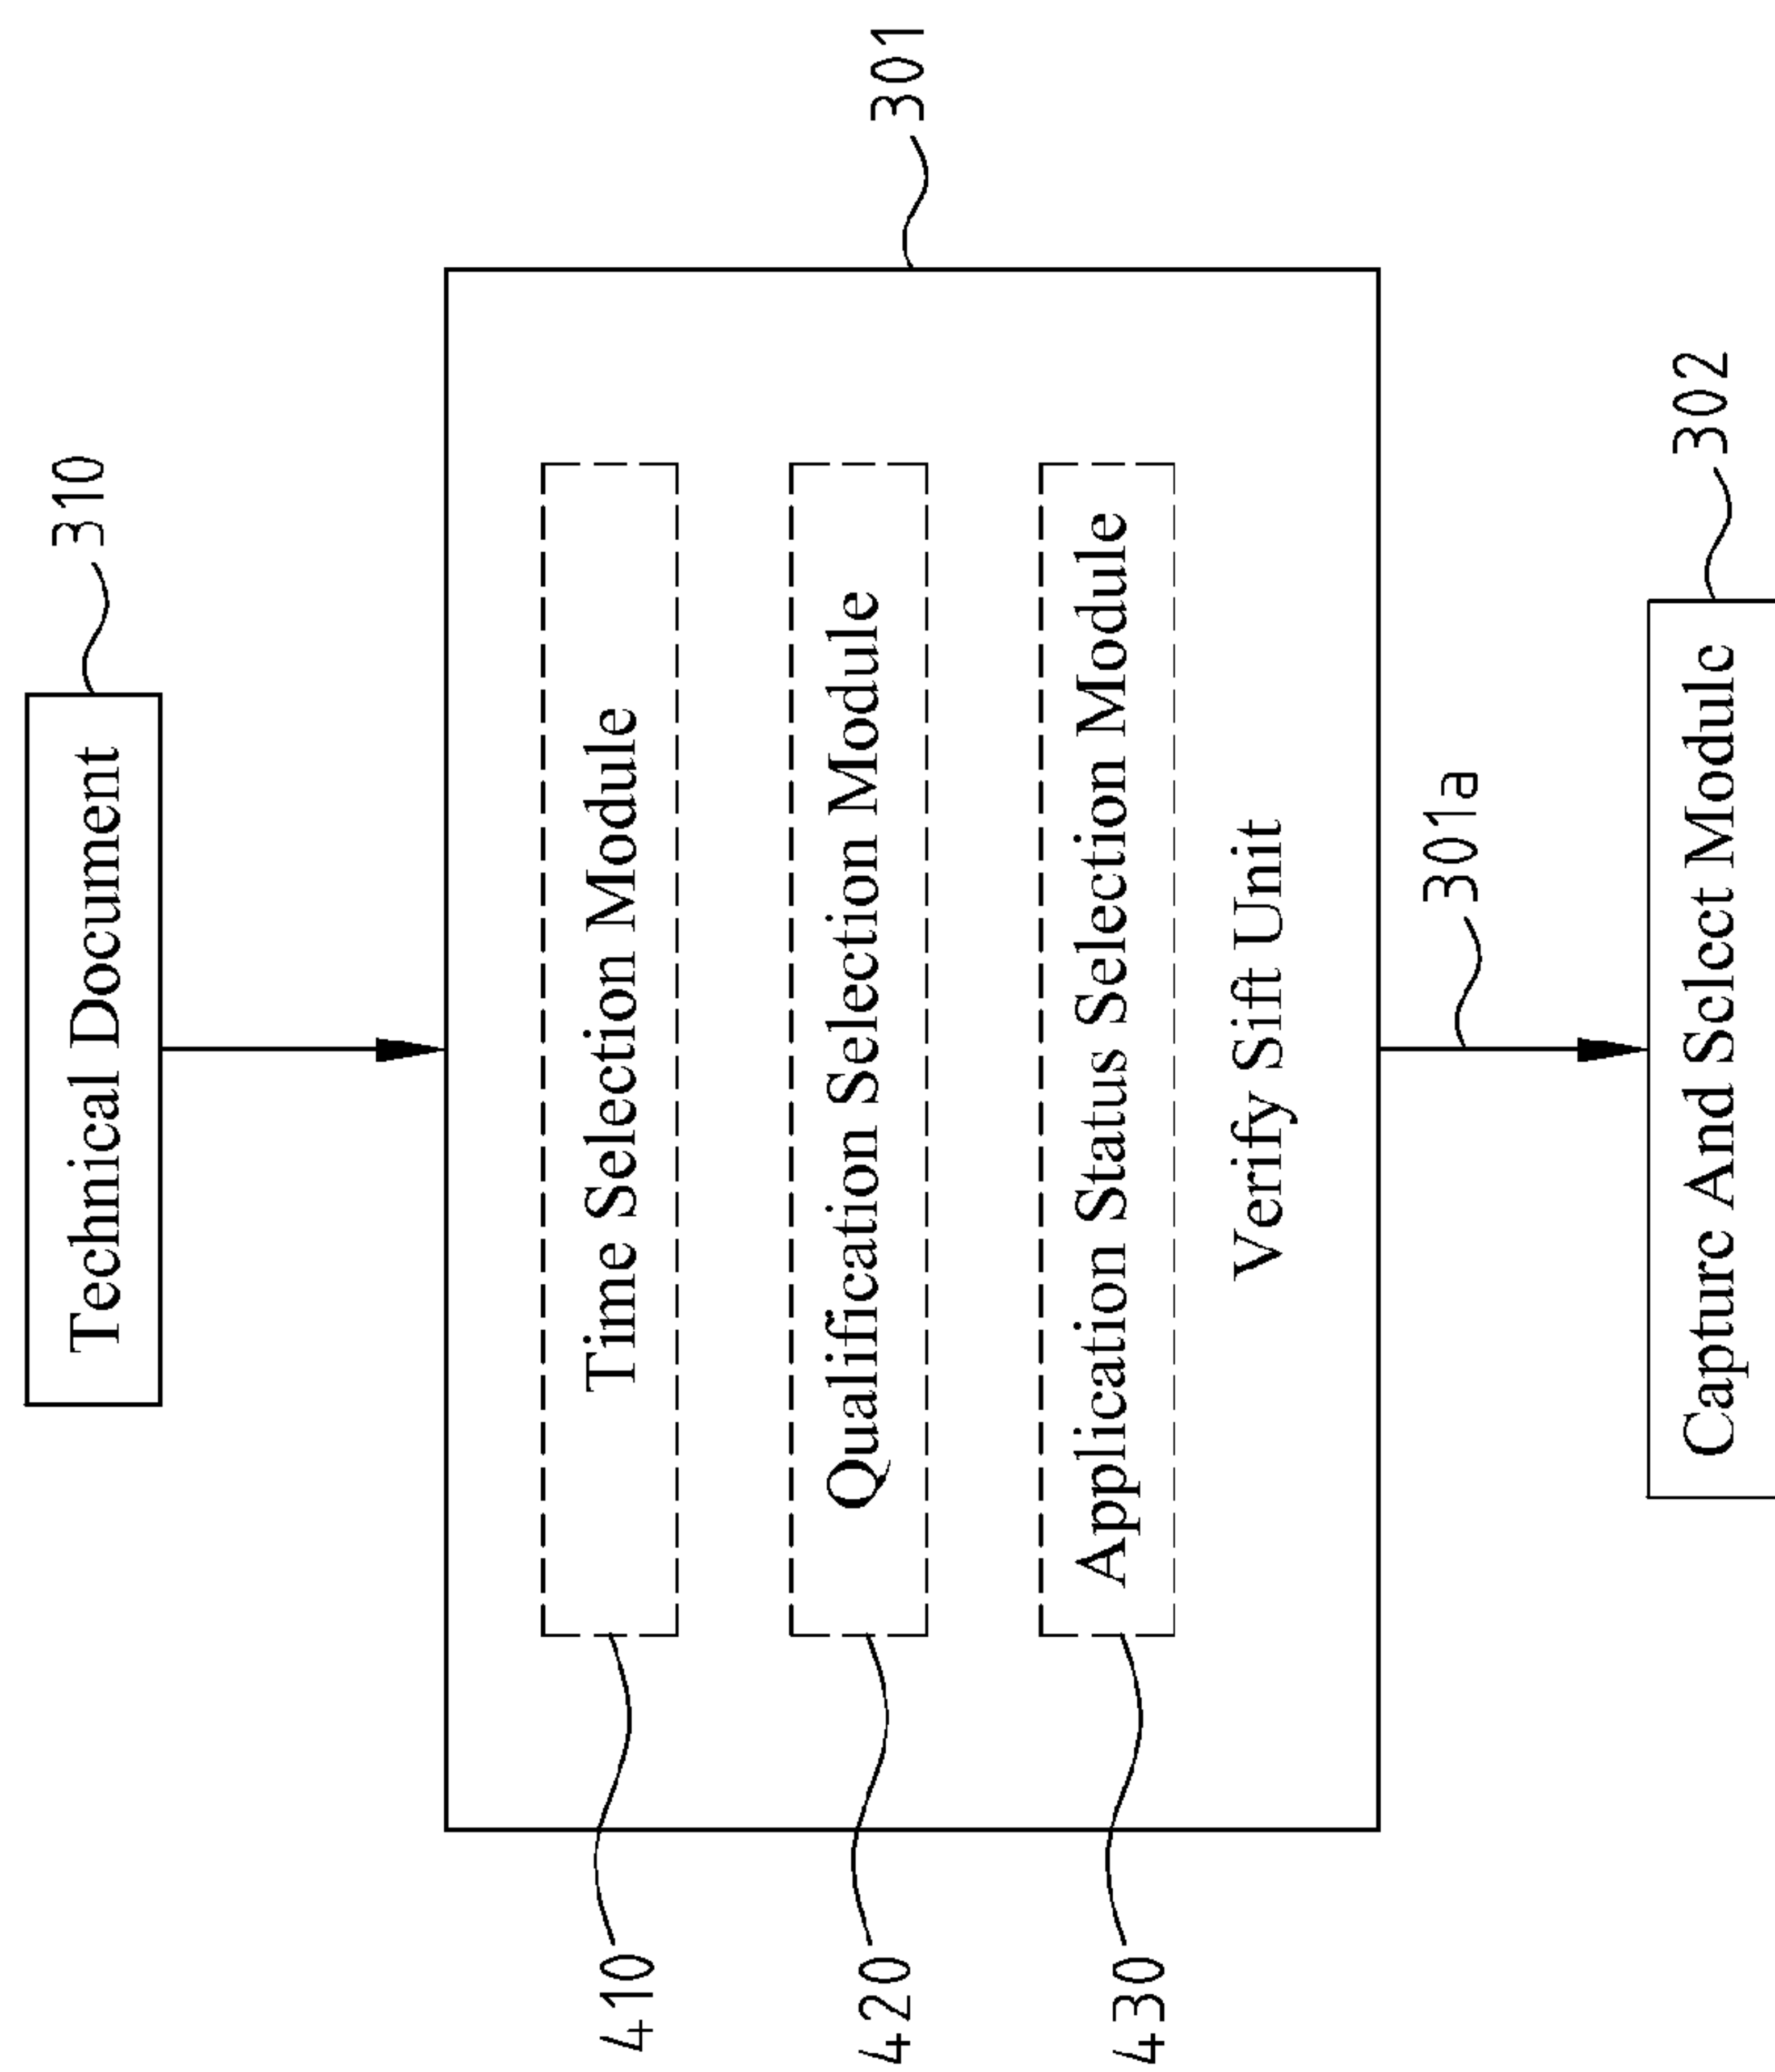 310
Technical Document
301
410
Time Selection Module
420
Qualification Selection Module
430
Application Status Selection Module
Verify Sift Unit
301a
302
Capture And Select Module